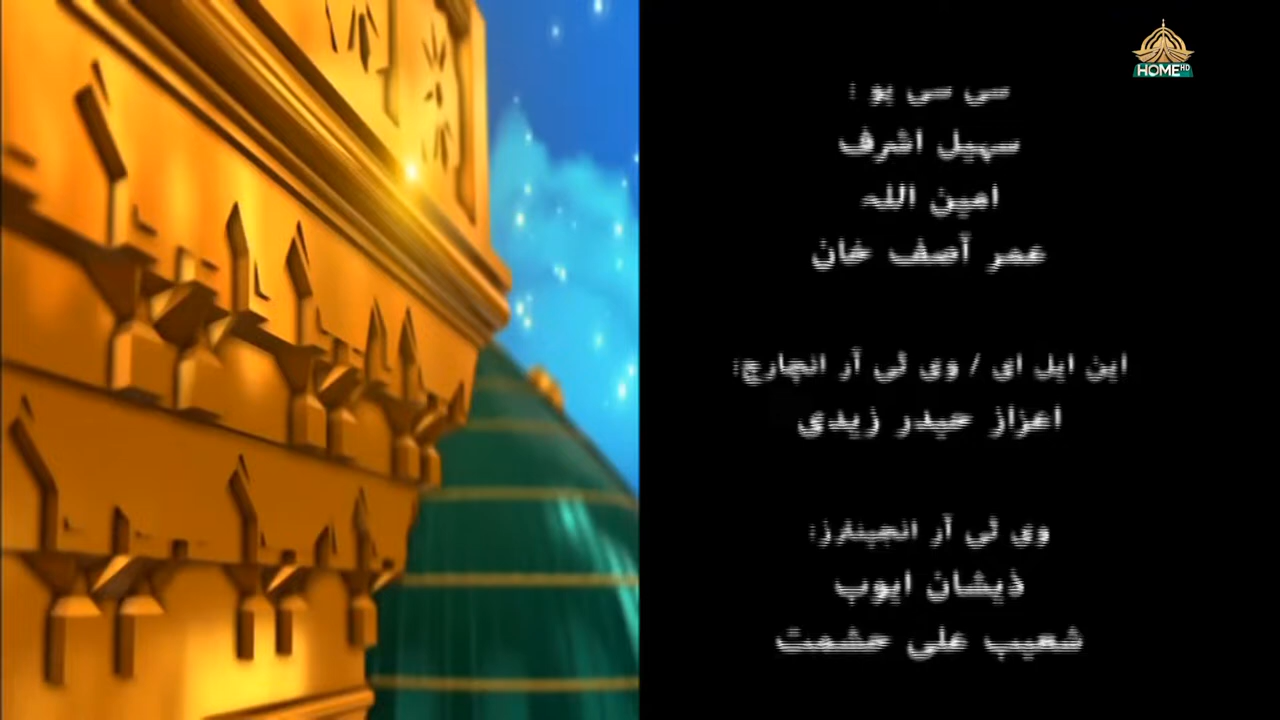 HOME HD
سی سی یو :
سہیل اشرف
امین اللہ
عمر آصف خان
این ایل ای / وی ٹی آر انچارج:
اعزاز حیدر زیدی
وی ٹی آر انجینئرز:
ذیشان ایوب
شعیب علی حشمت